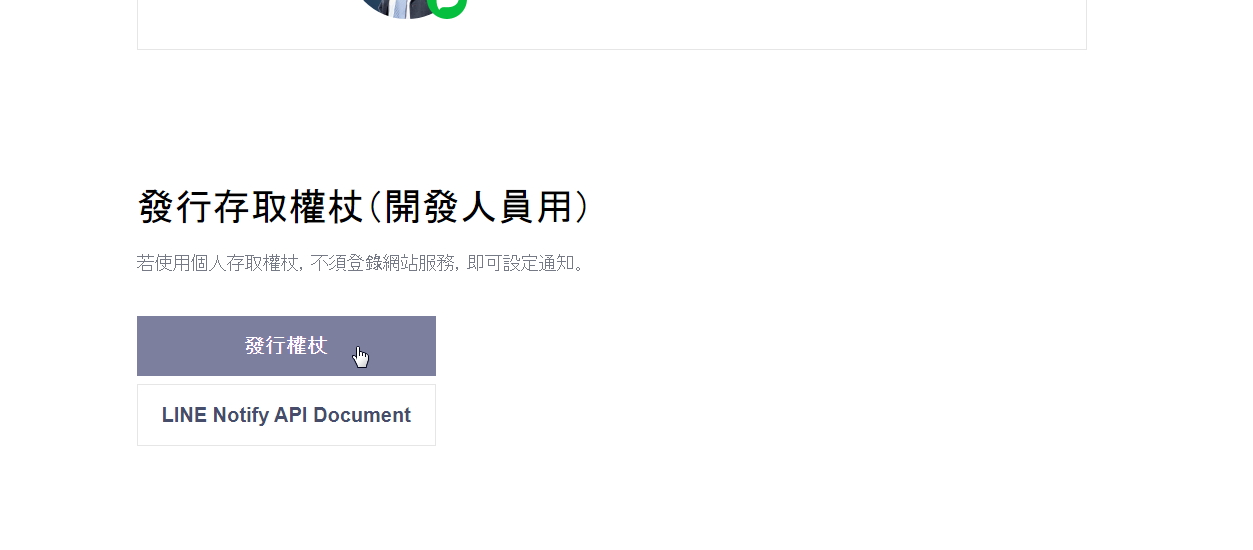 發行存取權杖(開發人員用)
若使用個人存取權杖, 不須登錄網站服務, 即可設定通知。
發行權杖
LINE Notify API Document